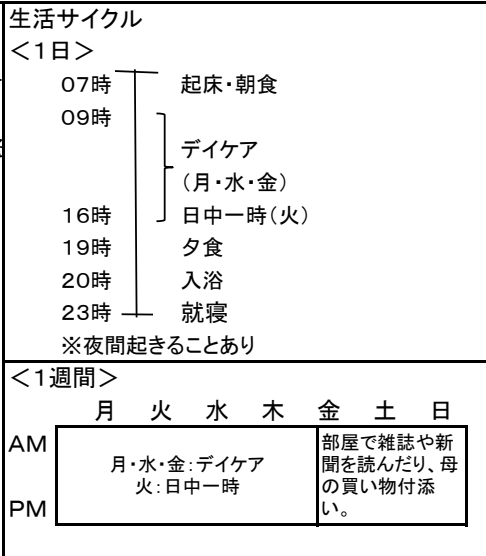 生活サイクル
＜1日＞
07時 起床・朝食
09時
デイケア
(月・水・金)
16時 日中一時(火)
19時 夕食
20時 入浴
23時 就寝
※夜間起きることあり
＜1週間＞
月 火 水 木 金 土 日
AM
PM
月・水・金:デイケア
火:日中一時
部屋で雑誌や新
聞を読んだり、母
の買い物付添
い。